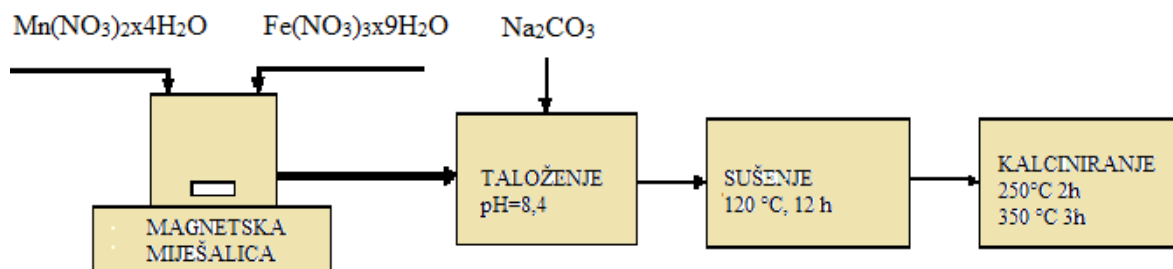 Mn(NO₃)₂x4H₂O
Fe(NO₃)₃x9H₂O
Na₂CO₃
MAGNETSKA
MIJEŠALICA
TALOŽENJE
pH=8,4
SUŠENJE
120 °C, 12 h
KALCINIRANJE
250°C 2h
350 °C 3h